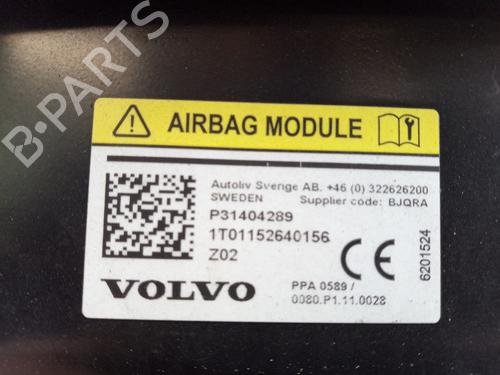 B-PARTS
AIRBAG MODULE
Autoliv Sverige AB. +46 (0) 322626200
SWEDEN Supplier code: BJQRA
P31404289
1T01152640156
Z02
CE
6201524
VOLVO
PPA 0589 /
0080.P1.11.0028
B-PARTS